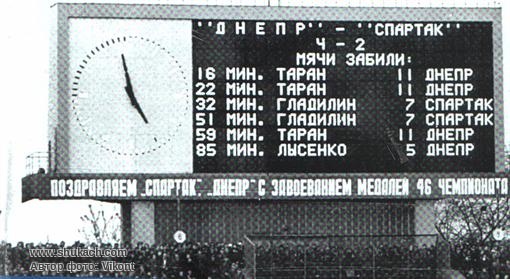 "ДНЕПР" - "СПАРТАК"
4 - 2
МЯЧИ ЗАБИЛИ:
16 МИН. ТАРАН 11 ДНЕПР
22 МИН. ТАРАН 11 ДНЕПР
32 МИН. ГЛАДИЛИН 7 СПАРТАК
51 МИН. ГЛАДИЛИН 7 СПАРТАК
59 МИН. ТАРАН 11 ДНЕПР
85 МИН. ЛЫСЕНКО 5 ДНЕПР
ПОЗДРАВЛЯЕМ „СПАРТАК", „ДНЕПР" С ЗАВОЕВАНИЕМ МЕДАЛЕЙ 46 ЧЕМПИОНАТА
6
www.shukach.com
Автор фото: Vikont